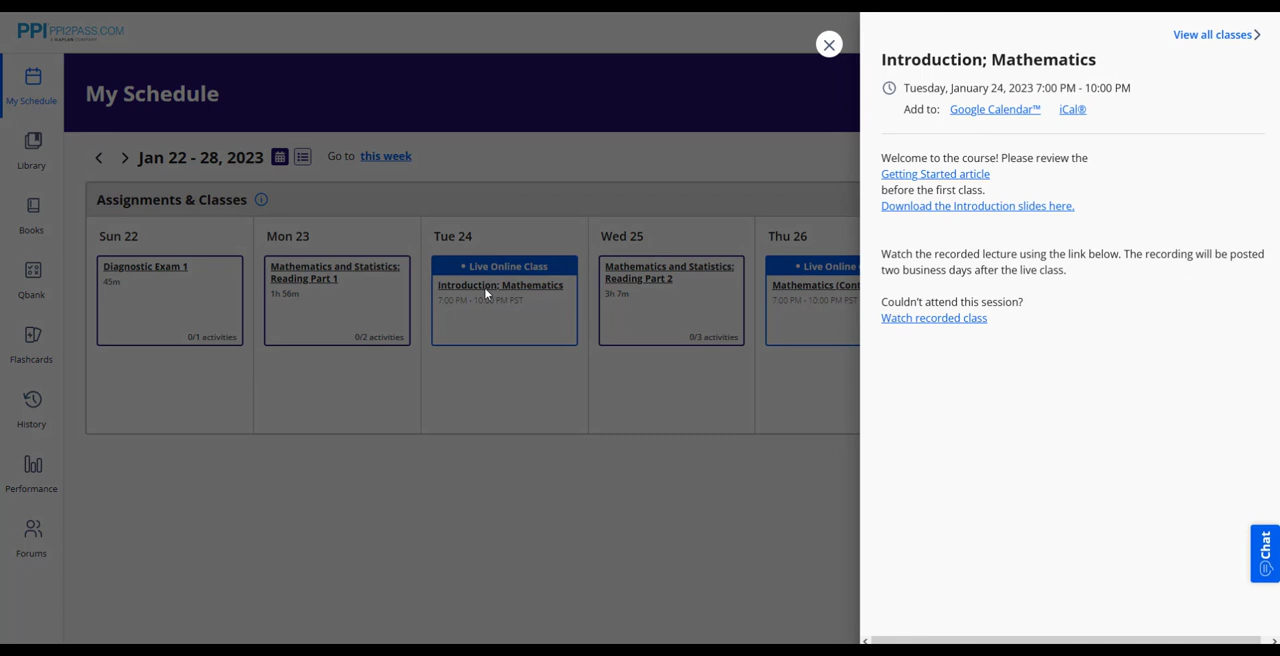 PPI PPI2PASS.COM
A KAPLAN COMPANY
My Schedule
Library
Books
Qbank
Flashcards
History
Performance
Forums
My Schedule
Jan 22 - 28, 2023
Go to this week
Assignments & Classes
Sun 22
Diagnostic Exam 1
45m
0/1 activities
Mon 23
Mathematics and Statistics:
Reading Part 1
1h 56m
0/2 activities
Tue 24
• Live Online Class
Introduction; Mathematics
7:00 PM - 10:00 PM PST
Wed 25
Mathematics and Statistics:
Reading Part 2
3h 7m
0/3 activities
Thu 26
• Live Online
Mathematics (Cont
7:00 PM - 10:00 PM PST
View all classes
Introduction; Mathematics
Tuesday, January 24, 2023 7:00 PM - 10:00 PM
Add to: Google Calendar™ iCal®
Welcome to the course! Please review the
Getting Started article
before the first class.
Download the Introduction slides here.
Watch the recorded lecture using the link below. The recording will be posted
two business days after the live class.
Couldn't attend this session?
Watch recorded class
Chat